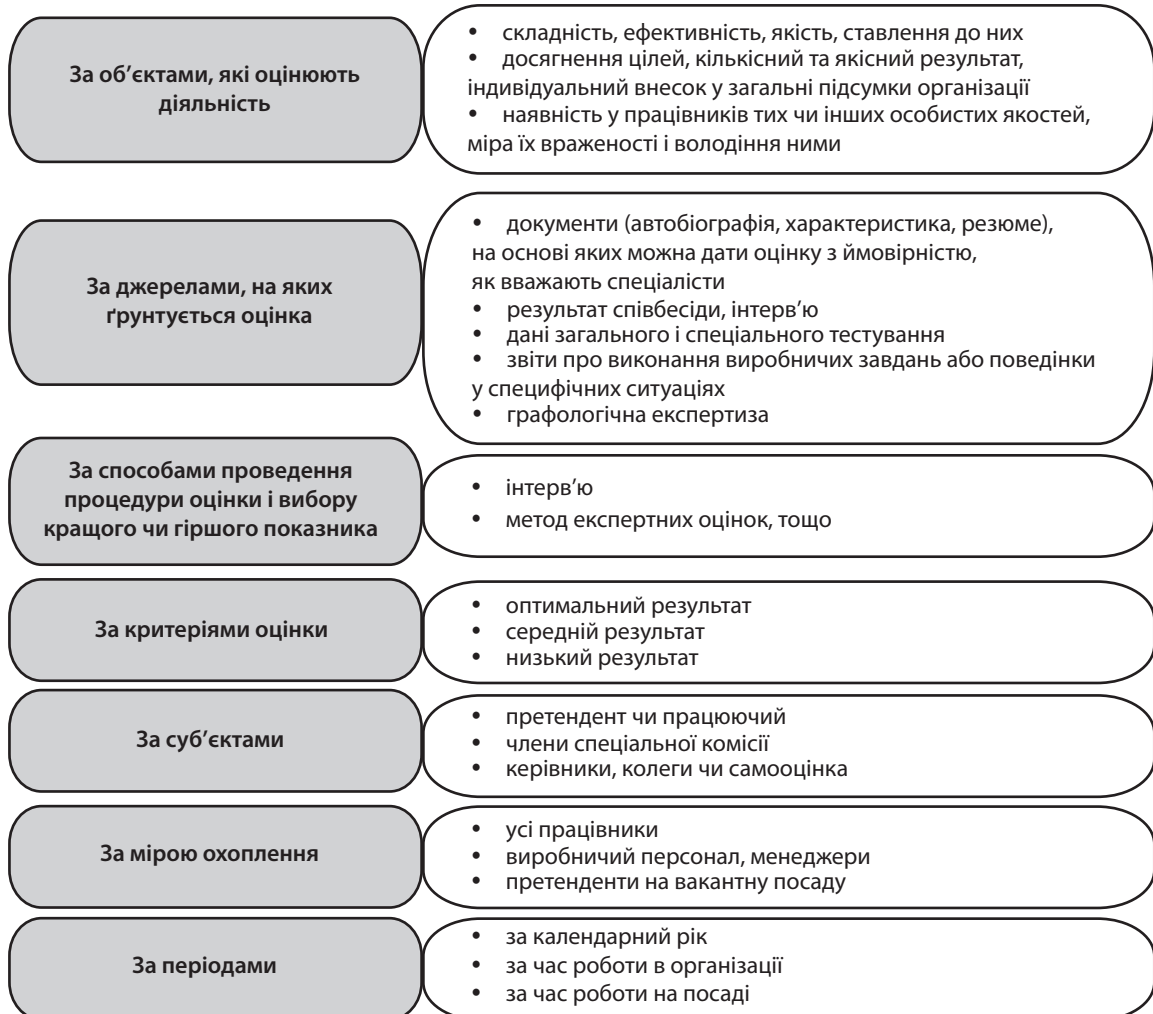 За об’єктами, які оцінюють
діяльність
• складність, ефективність, якість, ставлення до них
• досягнення цілей, кількісний та якісний результат,
індивідуальний внесок у загальні підсумки організації
• наявність у працівників тих чи інших особистих якостей,
міра їх враженості і володіння ними
За джерелами, на яких
ґрунтується оцінка
• документи (автобіографія, характеристика, резюме),
на основі яких можна дати оцінку з ймовірністю,
як вважають спеціалісти
• результат співбесіди, інтерв’ю
• дані загального і спеціального тестування
• звіти про виконання виробничих завдань або поведінки
у специфічних ситуаціях
• графологічна експертиза
За способами проведення
процедури оцінки і вибору
кращого чи гіршого показника
• інтерв’ю
• метод експертних оцінок, тощо
За критеріями оцінки
• оптимальний результат
• середній результат
• низький результат
За суб’єктами
• претендент чи працюючий
• члени спеціальної комісії
• керівники, колеги чи самооцінка
За мірою охоплення
• усі працівники
• виробничий персонал, менеджери
• претенденти на вакантну посаду
За періодами
• за календарний рік
• за час роботи в організації
• за час роботи на посаді